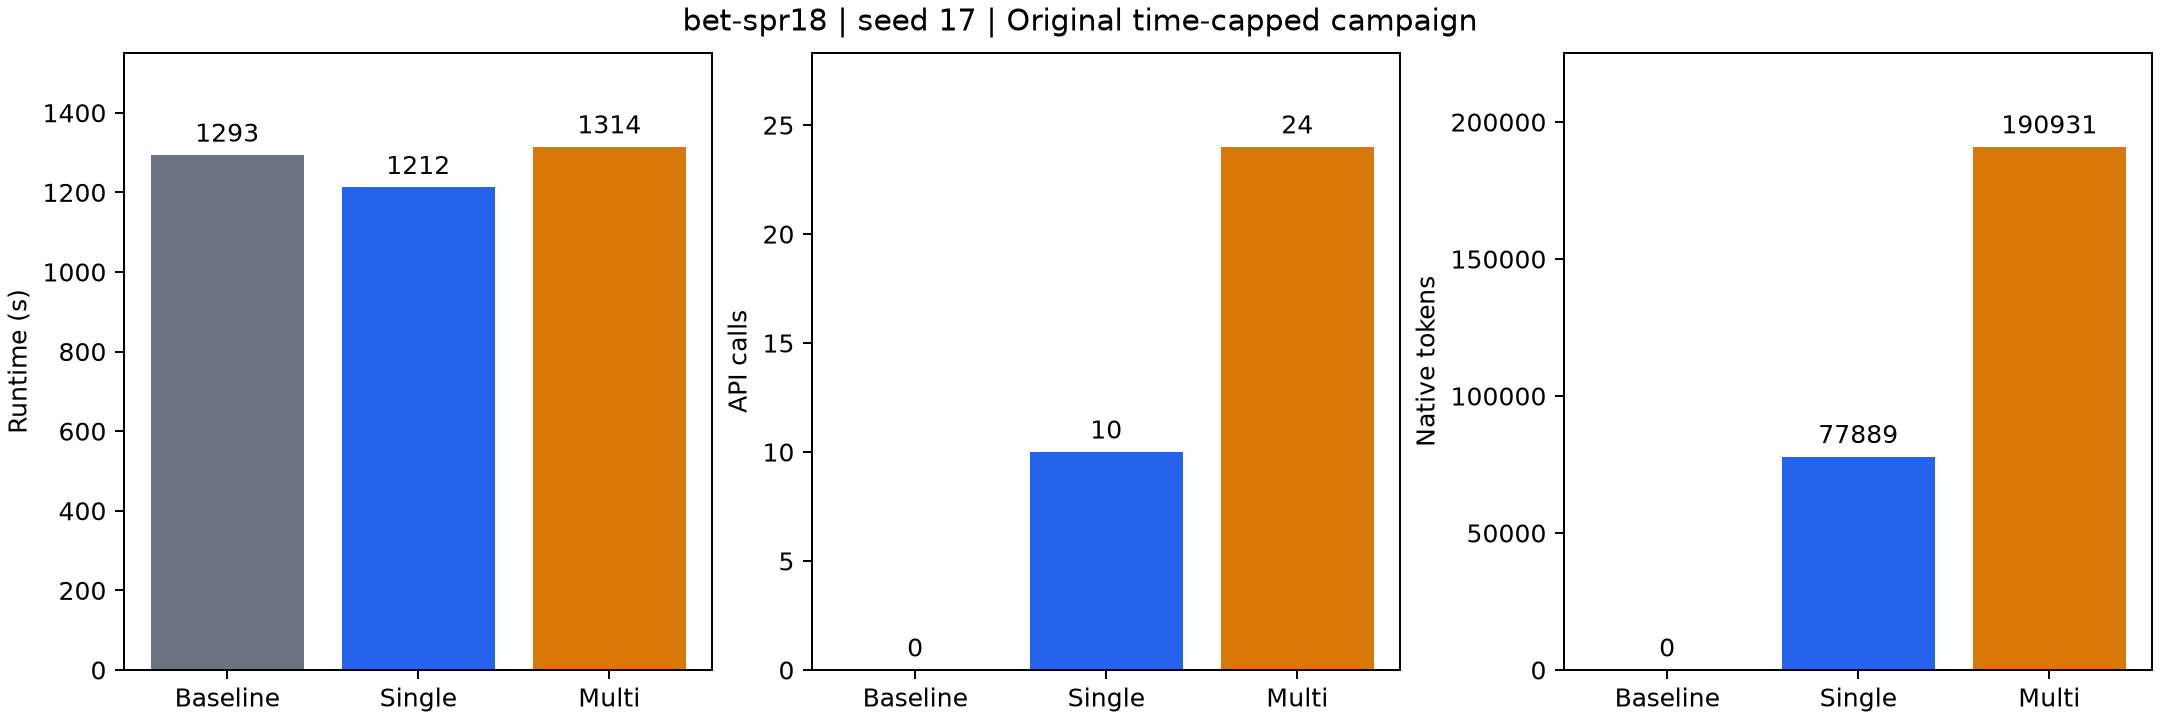 bet-spr18 | seed 17 | Original time-capped campaign
Runtime (s)
1400
1200
1000
800
600
400
200
0
1293
1212
1314
Baseline
Single
Multi
API calls
25
20
15
10
5
0
0
10
24
Baseline
Single
Multi
Native tokens
200000
150000
100000
50000
0
0
77889
190931
Baseline
Single
Multi